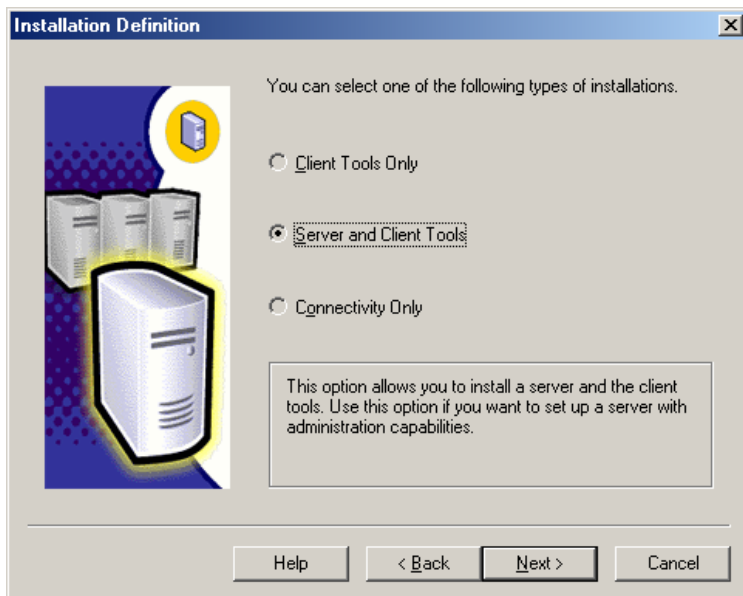 Installation Definition
You can select one of the following types of installations.
Client Tools Only
Server and Client Tools
Connectivity Only
This option allows you to install a server and the client
tools. Use this option if you want to set up a server with
administration capabilities.
Help
< Back
Next >
Cancel